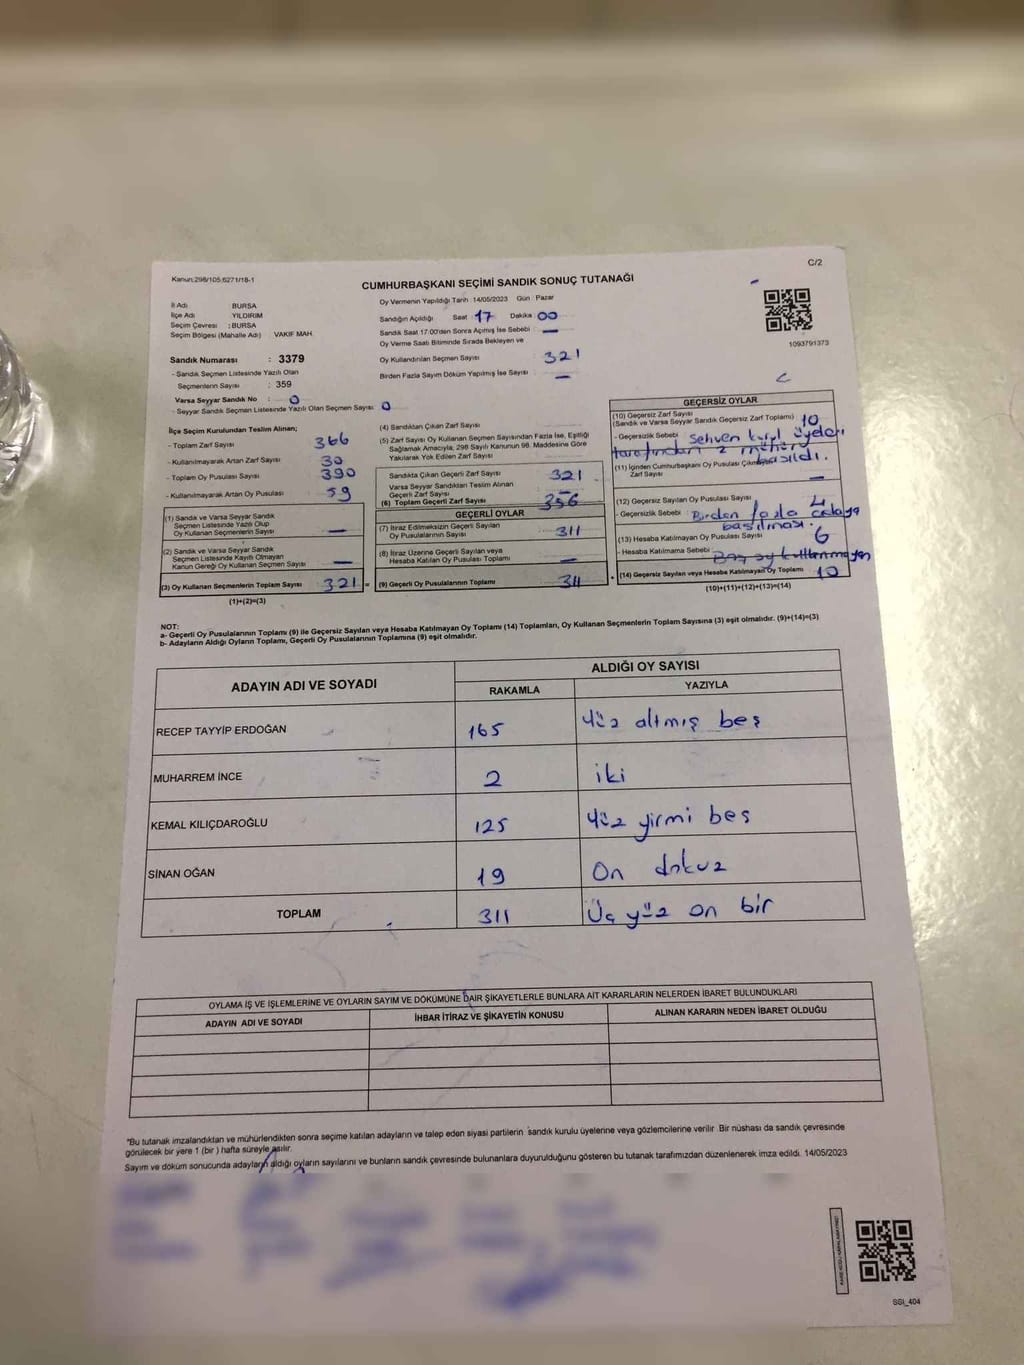 C/2
Kanun:298/105;6271/18-1
CUMHURBAŞKANI SEÇİMİ SANDIK SONUÇ TUTANAĞI
İl Adı BURSA
İlçe Adı YILDIRIM
Seçim Çevresi : BURSA
Seçim Bölgesi (Mahalle Adı) VAKIF MAH.
Sandık Numarası : 3379
- Sandık Seçmen Listesinde Yazılı Olan
Seçmenlerin Sayısı : 359
Varsa Seyyar Sandık No : 0
- Seyyar Sandık Seçmen Listesinde Yazılı Olan Seçmen Sayısı: 0
Oy Vermenin Yapıldığı Tarih 14/05/2023 Gün : Pazar
Sandığın Açıldığı Saat 17 Dakika 00
Sandık Saat 17:00'den Sonra Açılmış İse Sebebi : —
Oy Verme Saati Bitiminde Sırada Bekleyen ve
Oy Kullandırılan Seçmen Sayısı 321
Birden Fazla Sayım Döküm Yapılmış İse Sayısı : —
1093791373
İlçe Seçim Kurulundan Teslim Alınan;
- Toplam Zarf Sayısı 366
- Kullanılmayarak Artan Zarf Sayısı 30
- Toplam Oy Pusulası Sayısı 390
- Kullanılmayarak Artan Oy Pusulası 59
(1) Sandık ve Varsa Seyyar Sandık
Seçmen Listesinde Yazılı Olup
Oy Kullanan Seçmenlerin Sayısı —
(2) Sandık ve Varsa Seyyar Sandık
Seçmen Listesinde Kayıtlı Olmayan
Kanun Gereği Oy Kullanan Seçmen Sayısı —
(3) Oy Kullanan Seçmenlerin Toplam Sayısı 321 =
(1)+(2)=(3)
(4) Sandıktan Çıkan Zarf Sayısı
(5) Zarf Sayısı Oy Kullanan Seçmen Sayısından Fazla İse, Eşitliği
Sağlamak Amacıyla, 298 Sayılı Kanunun 98. Maddesine Göre
Yakılarak Yok Edilen Zarf Sayısı
Sandıkta Çıkan Geçerli Zarf Sayısı 321
Varsa Seyyar Sandıktan Teslim Alınan
Geçerli Zarf Sayısı —
(6) Toplam Geçerli Zarf Sayısı 356
GEÇERLİ OYLAR
(7) İtiraz Edilmeksizin Geçerli Sayılan
Oy Pusulalarının Sayısı 311
(8) İtiraz Üzerine Geçerli Sayılan veya
Hesaba Katılan Oy Pusulası Toplamı —
(9) Geçerli Oy Pusulalarının Toplamı 311 +
GEÇERSİZ OYLAR
(10) Geçersiz Zarf Sayısı
(Sandık ve Varsa Seyyar Sandık Geçersiz Zarf Toplamı) 10
- Geçersizlik Sebebi : Sehven kurul üyeleri
tarafından 2 mühür
basıldı.
(11) İçinden Cumhurbaşkanı Oy Pusulası Çıkmayan
Zarf Sayısı —
(12) Geçersiz Sayılan Oy Pusulası Sayısı 4
- Geçersizlik Sebebi : Birden fazla adaya
basılması.
(13) Hesaba Katılmayan Oy Pusulası Sayısı 6
- Hesaba Katılmama Sebebi : Boş oy kullanmayan
(14) Geçersiz Sayılan veya Hesaba Katılmayan Oy Toplamı 10
(10)+(11)+(12)+(13)=(14)
NOT:
a- Geçerli Oy Pusulalarının Toplamı (9) ile Geçersiz Sayılan veya Hesaba Katılmayan Oy Toplamı (14) Toplamları, Oy Kullanan Seçmenlerin Toplam Sayısına (3) eşit olmalıdır. (9)+(14)=(3)
b- Adayların Aldığı Oyların Toplamı, Geçerli Oy Pusulalarının Toplamına (9) eşit olmalıdır.
ADAYIN ADI VE SOYADI ALDIĞI OY SAYISI
RAKAMLA YAZIYLA
RECEP TAYYİP ERDOĞAN 165 Yüz altmış beş
MUHARREM İNCE 2 iki
KEMAL KILIÇDAROĞLU 125 Yüz yirmi beş
SİNAN OĞAN 19 On dokuz
TOPLAM 311 Üç yüz on bir
OYLAMA İŞ VE İŞLEMLERİNE VE OYLARIN SAYIM VE DÖKÜMÜNE DAİR ŞİKAYETLERLE BUNLARA AİT KARARLARIN NELERDEN İBARET BULUNDUKLARI
ADAYIN ADI VE SOYADI İHBAR İTİRAZ VE ŞİKAYETİN KONUSU ALINAN KARARIN NEDEN İBARET OLDUĞU
*Bu tutanak imzalandıktan ve mühürlendikten sonra seçime katılan adayların ve talep eden siyasi partilerin sandık kurulu üyelerine veya gözlemcilerine verilir. Bir nüshası da sandık çevresinde
görülecek bir yere 1 (bir ) hafta süreyle asılır.
Sayım ve döküm sonucunda adayların aldığı oyların sayılarını ve bunların sandık çevresinde bulunanlara duyurulduğunu gösteren bu tutanak tarafımızdan düzenlenerek imza edildi. 14/05/2023
SSI_404